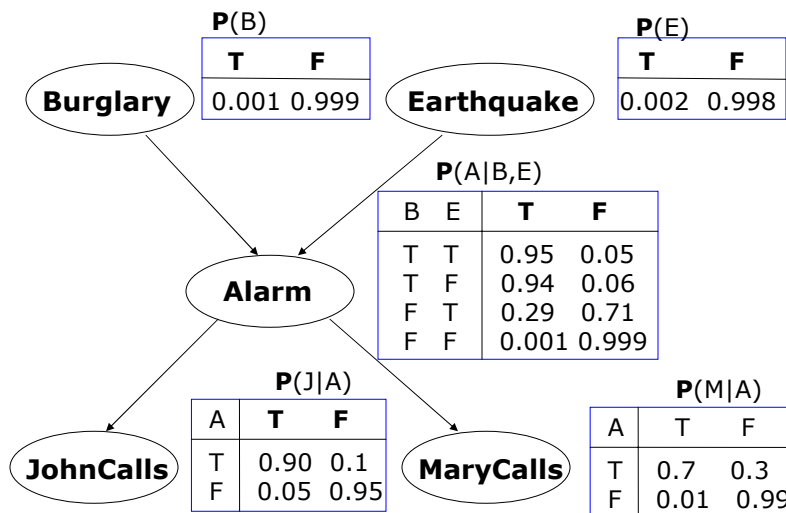 P(B)
T F
0.001 0.999
P(E)
T F
0.002 0.998
Burglary
Earthquake
P(A|B,E)
B E T F
T T 0.95 0.05
T F 0.94 0.06
F T 0.29 0.71
F F 0.001 0.999
Alarm
P(J|A)
A T F
T 0.90 0.1
F 0.05 0.95
P(M|A)
A T F
T 0.7 0.3
F 0.01 0.99
JohnCalls
MaryCalls